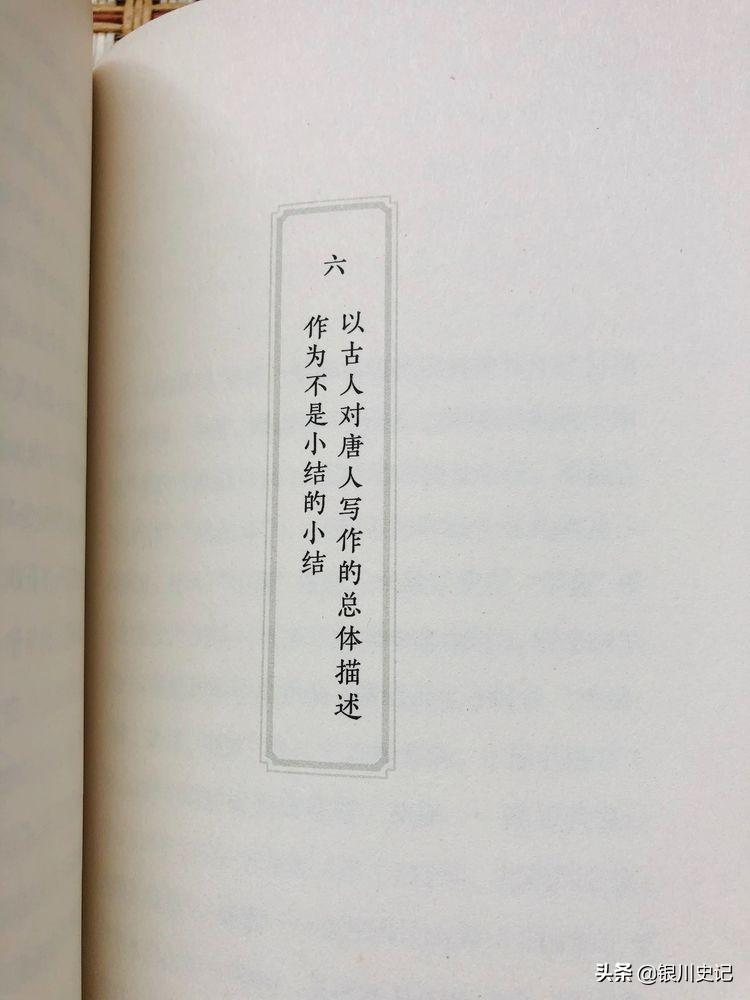 六
以古人对唐人写作的总体描述
作为不是小结的小结
头条 @银川史记